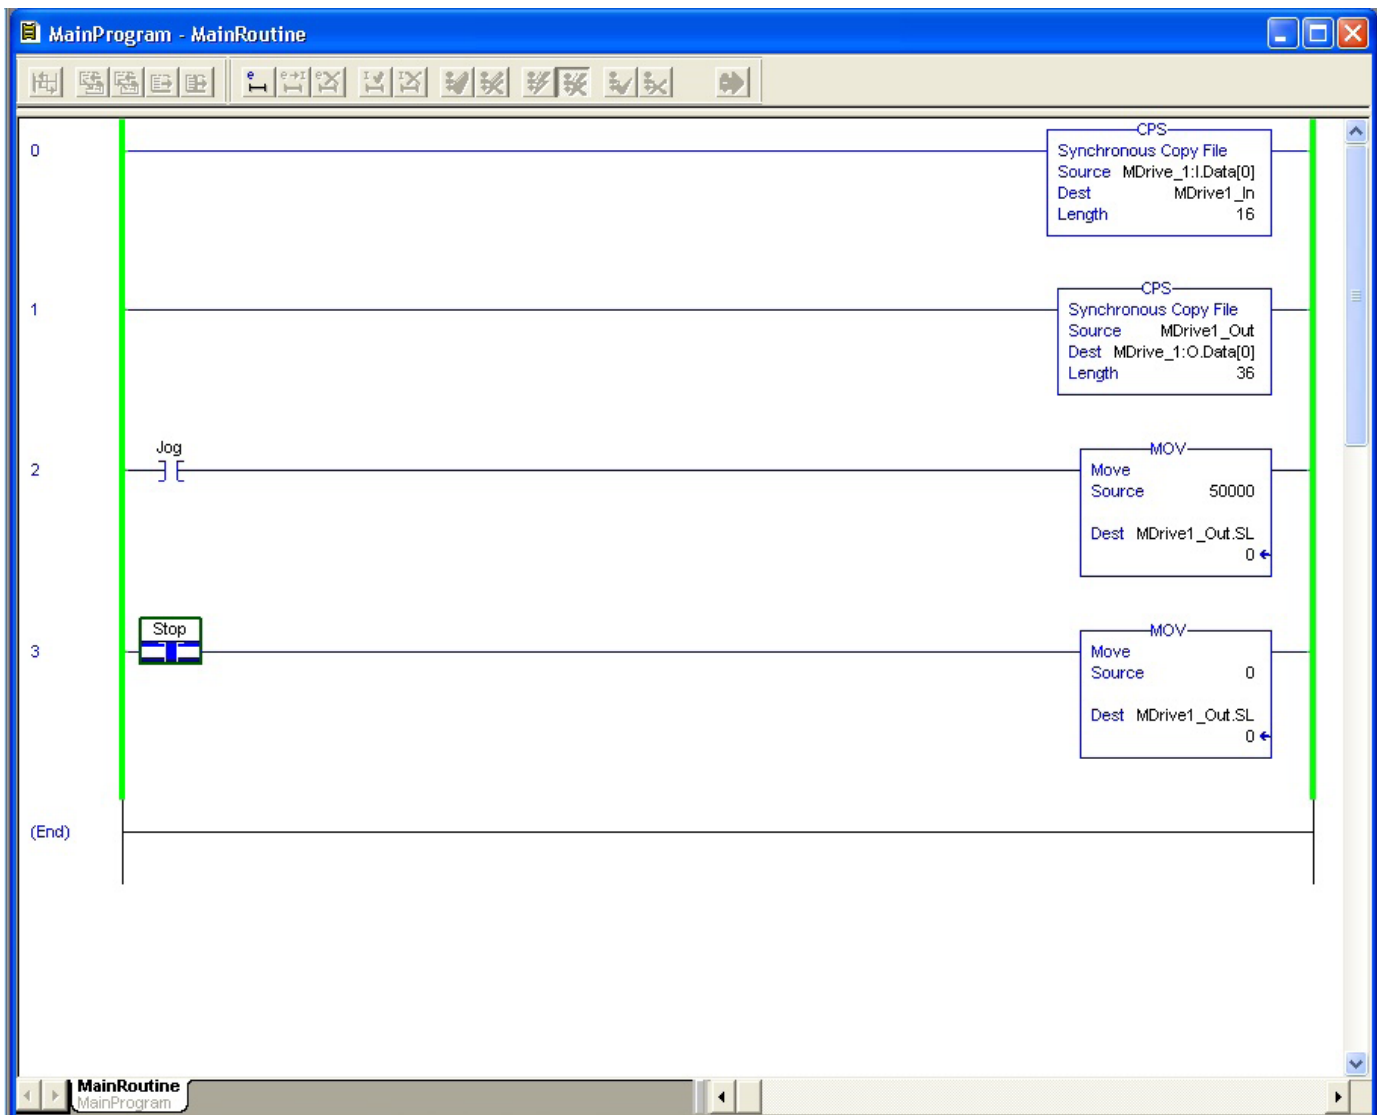 MainProgram - MainRoutine
0
CPS
Synchronous Copy File
Source MDrive_1:I.Data[0]
Dest MDrive1_In
Length 16
1
CPS
Synchronous Copy File
Source MDrive1_Out
Dest MDrive_1:O.Data[0]
Length 36
2
Jog
MOV
Move
Source 50000
Dest MDrive1_Out.SL
0
3
Stop
MOV
Move
Source 0
Dest MDrive1_Out.SL
0
(End)
MainRoutine
MainProgram